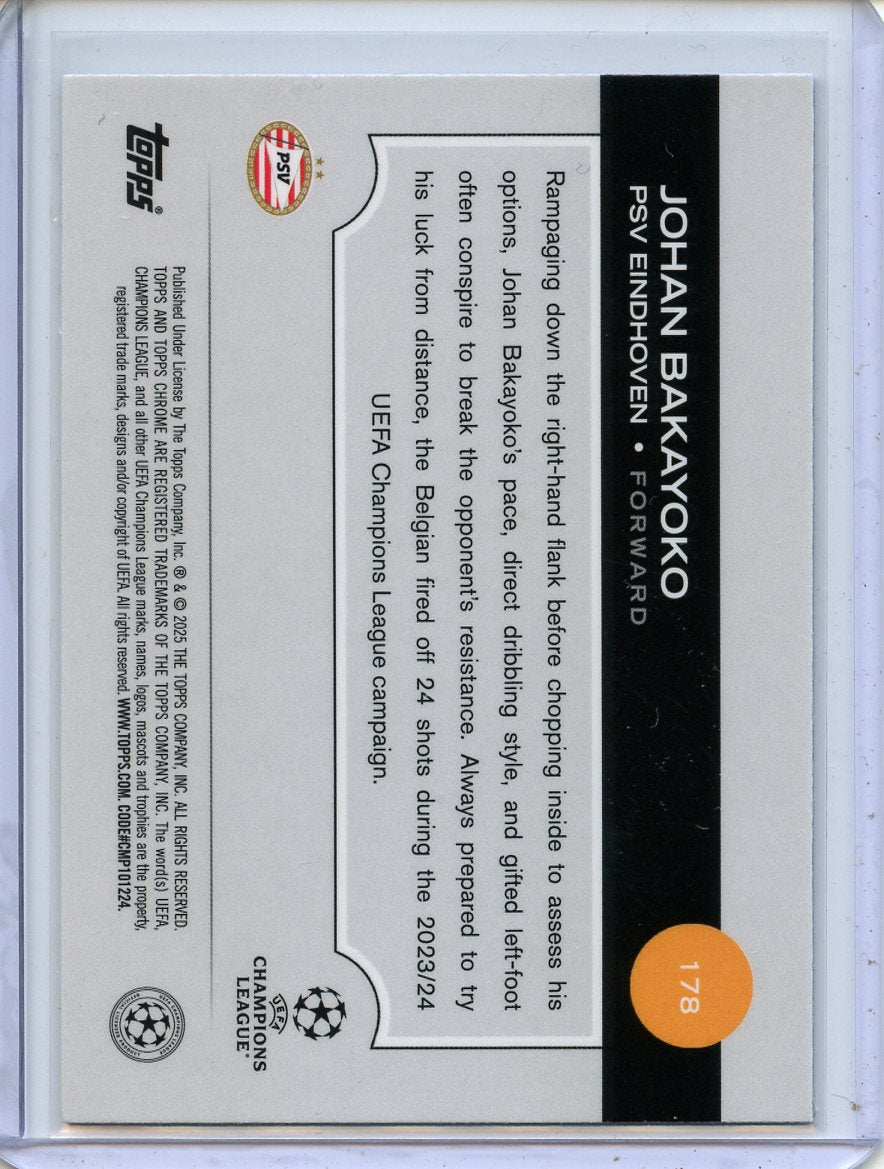 JOHAN BAKAYOKO
PSV EINDHOVEN • FORWARD
178
Rampaging down the right-hand flank before chopping inside to assess his
options, Johan Bakayoko's pace, direct dribbling style, and gifted left-foot
often conspire to break the opponent's resistance. Always prepared to try
his luck from distance, the Belgian fired off 24 shots during the 2023/24
UEFA Champions League campaign.
PSV
UEFA
CHAMPIONS
LEAGUE®
topps®
Published Under License by The Topps Company, Inc. ® & © 2025 THE TOPPS COMPANY, INC. ALL RIGHTS RESERVED.
TOPPS AND TOPPS CHROME ARE REGISTERED TRADEMARKS OF THE TOPPS COMPANY, INC. The word(s) UEFA,
CHAMPIONS LEAGUE, and all other UEFA Champions League marks, names, logos, mascots and trophies are the property,
registered trade marks, designs and/or copyright of UEFA. All rights reserved. WWW.TOPPS.COM. CODE#CMP101224.